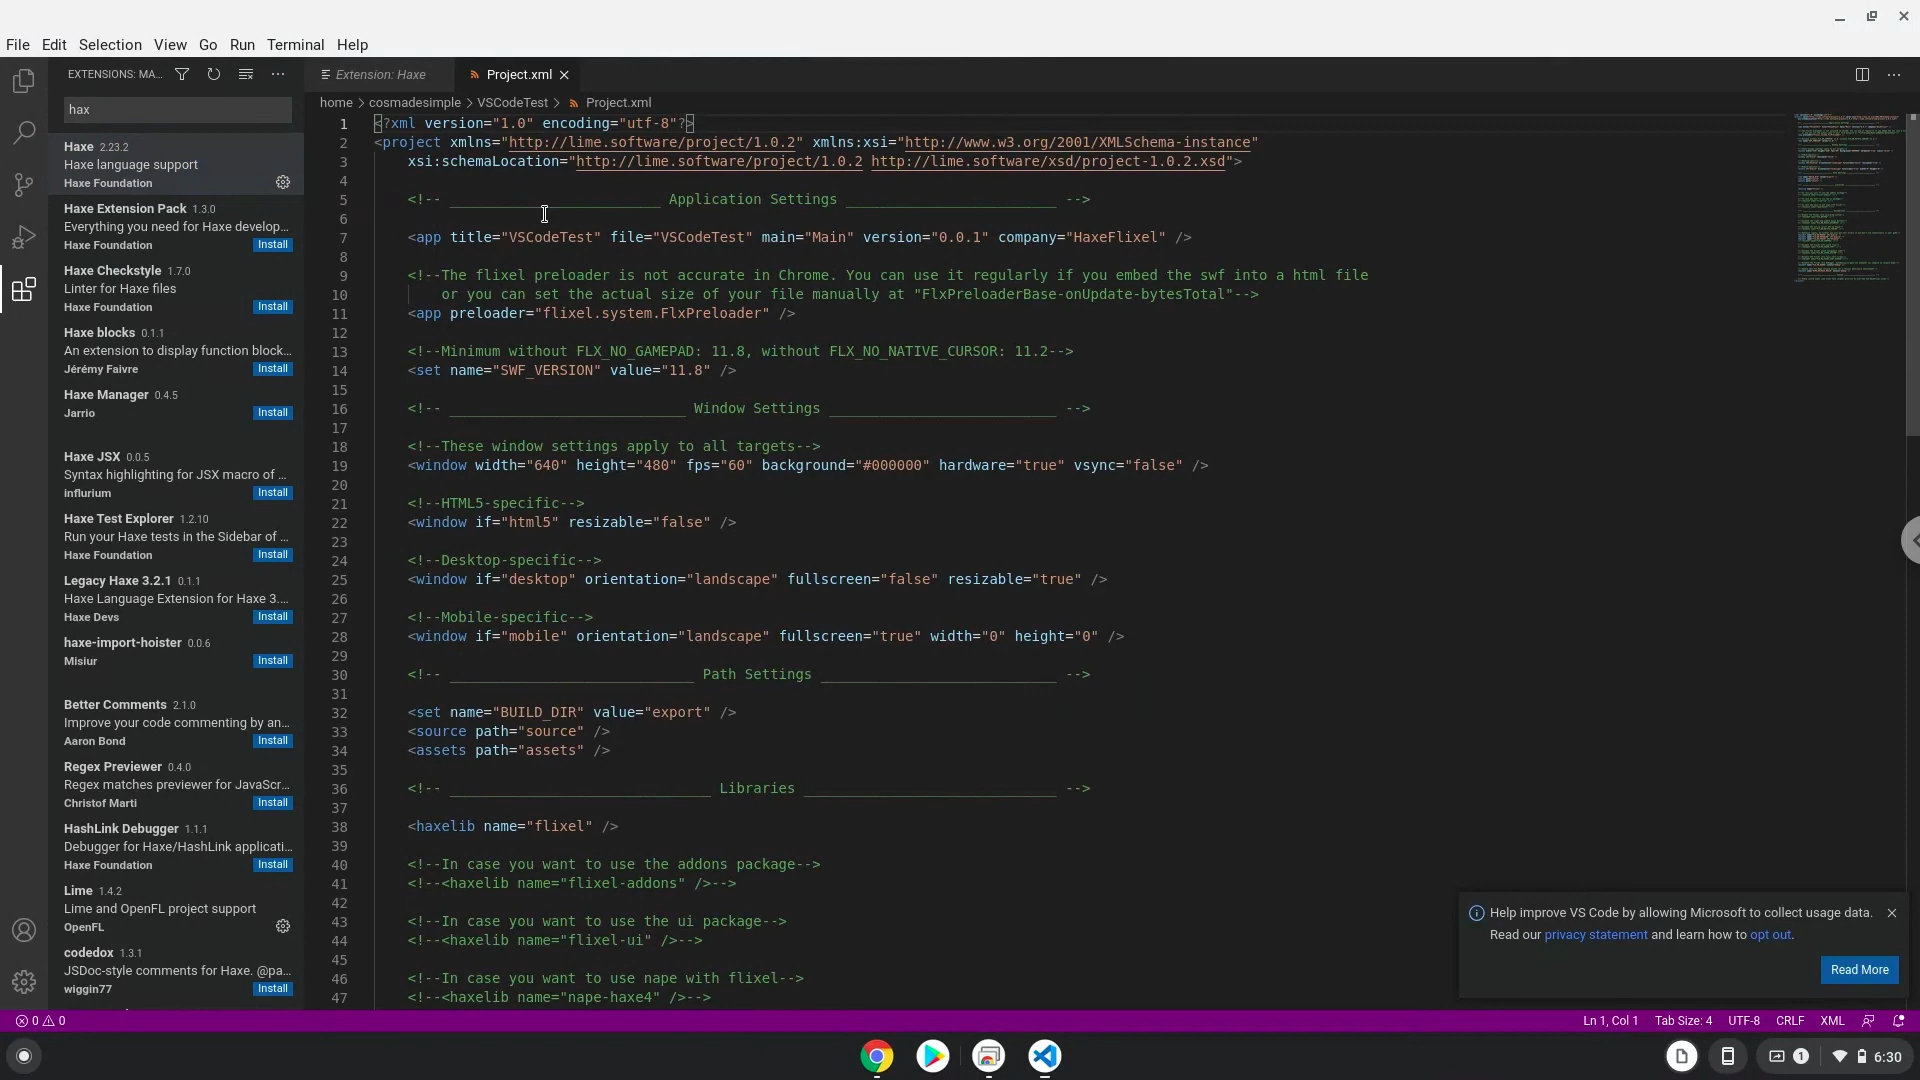 File Edit Selection View Go Run Terminal Help
EXTENSIONS: MA...
hax
Haxe 2.23.2
Haxe language support
Haxe Foundation
Haxe Extension Pack 1.3.0
Everything you need for Haxe develop...
Haxe Foundation Install
Haxe Checkstyle 1.7.0
Linter for Haxe files
Haxe Foundation Install
Haxe blocks 0.1.1
An extension to display function block...
Jérémy Faivre Install
Haxe Manager 0.4.5
Jarrio Install
Haxe JSX 0.0.5
Syntax highlighting for JSX macro of ...
influrium Install
Haxe Test Explorer 1.2.10
Run your Haxe tests in the Sidebar of ...
Haxe Foundation Install
Legacy Haxe 3.2.1 0.1.1
Haxe Language Extension for Haxe 3....
Haxe Devs Install
haxe-import-hoister 0.0.6
Misiur Install
Better Comments 2.1.0
Improve your code commenting by an...
Aaron Bond Install
Regex Previewer 0.4.0
Regex matches previewer for JavaScr...
Christof Marti Install
HashLink Debugger 1.1.1
Debugger for Haxe/HashLink applicati...
Haxe Foundation Install
Lime 1.4.2
Lime and OpenFL project support
OpenFL
codedox 1.3.1
JSDoc-style comments for Haxe. @pa...
wiggin77 Install
Extension: Haxe Project.xml
home > cosmadesimple > VSCodeTest > Project.xml
1 <?xml version="1.0" encoding="utf-8"?>
2 <project xmlns="http://lime.software/project/1.0.2" xmlns:xsi="http://www.w3.org/2001/XMLSchema-instance"
3 xsi:schemaLocation="http://lime.software/project/1.0.2 http://lime.software/xsd/project-1.0.2.xsd">
4
5 <!-- _________________________ Application Settings _________________________ -->
6
7 <app title="VSCodeTest" file="VSCodeTest" main="Main" version="0.0.1" company="HaxeFlixel" />
8
9 <!--The flixel preloader is not accurate in Chrome. You can use it regularly if you embed the swf into a html file
10 or you can set the actual size of your file manually at "FlxPreloaderBase-onUpdate-bytesTotal"-->
11 <app preloader="flixel.system.FlxPreloader" />
12
13 <!--Minimum without FLX_NO_GAMEPAD: 11.8, without FLX_NO_NATIVE_CURSOR: 11.2-->
14 <set name="SWF_VERSION" value="11.8" />
15
16 <!-- ____________________________ Window Settings ___________________________ -->
17
18 <!--These window settings apply to all targets-->
19 <window width="640" height="480" fps="60" background="#000000" hardware="true" vsync="false" />
20
21 <!--HTML5-specific-->
22 <window if="html5" resizable="false" />
23
24 <!--Desktop-specific-->
25 <window if="desktop" orientation="landscape" fullscreen="false" resizable="true" />
26
27 <!--Mobile-specific-->
28 <window if="mobile" orientation="landscape" fullscreen="true" width="0" height="0" />
29
30 <!-- _____________________________ Path Settings ____________________________ -->
31
32 <set name="BUILD_DIR" value="export" />
33 <source path="source" />
34 <assets path="assets" />
35
36 <!-- _______________________________ Libraries ______________________________ -->
37
38 <haxelib name="flixel" />
39
40 <!--In case you want to use the addons package-->
41 <!--<haxelib name="flixel-addons" />-->
42
43 <!--In case you want to use the ui package-->
44 <!--<haxelib name="flixel-ui" />-->
45
46 <!--In case you want to use nape with flixel-->
47 <!--<haxelib name="nape-haxe4" />-->
Help improve VS Code by allowing Microsoft to collect usage data.
Read our privacy statement and learn how to opt out.
Read More
0 0
Ln 1, Col 1 Tab Size: 4 UTF-8 CRLF XML
1 6:30